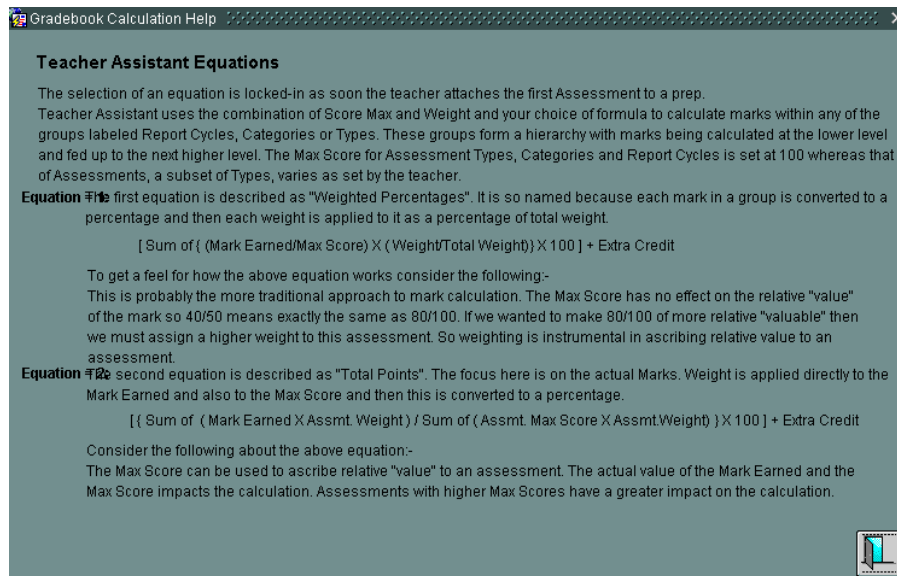 Gradebook Calculation Help
Teacher Assistant Equations
The selection of an equation is locked-in as soon the teacher attaches the first Assessment to a prep.
Teacher Assistant uses the combination of Score Max and Weight and your choice of formula to calculate marks within any of the
groups labeled Report Cycles, Categories or Types. These groups form a hierarchy with marks being calculated at the lower level
and fed up to the next higher level. The Max Score for Assessment Types, Categories and Report Cycles is set at 100 whereas that
of Assessments, a subset of Types, varies as set by the teacher.
Equation #1: The first equation is described as "Weighted Percentages". It is so named because each mark in a group is converted to a
percentage and then each weight is applied to it as a percentage of total weight.
[ Sum of { (Mark Earned/Max Score) X ( Weight/Total Weight)} X 100 ] + Extra Credit
To get a feel for how the above equation works consider the following:-
This is probably the more traditional approach to mark calculation. The Max Score has no effect on the relative "value"
of the mark so 40/50 means exactly the same as 80/100. If we wanted to make 80/100 of more relative "valuable" then
we must assign a higher weight to this assessment. So weighting is instrumental in ascribing relative value to an
assessment.
Equation #2: The second equation is described as "Total Points". The focus here is on the actual Marks. Weight is applied directly to the
Mark Earned and also to the Max Score and then this is converted to a percentage.
[ { Sum of ( Mark Earned X Assmt. Weight ) / Sum of ( Assmt. Max Score X Assmt.Weight) } X 100 ] + Extra Credit
Consider the following about the above equation:-
The Max Score can be used to ascribe relative "value" to an assessment. The actual value of the Mark Earned and the
Max Score impacts the calculation. Assessments with higher Max Scores have a greater impact on the calculation.